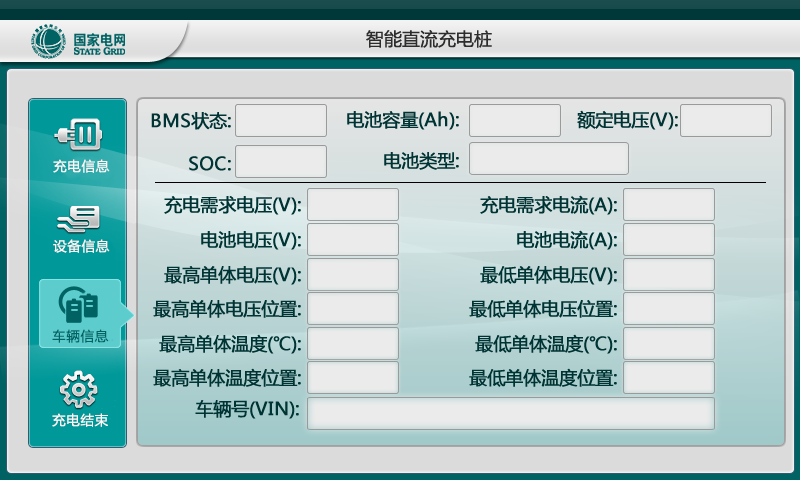 国家电网
STATE GRID
智能直流充电桩
充电信息
设备信息
车辆信息
充电结束
BMS状态: 电池容量(Ah): 额定电压(V):
SOC: 电池类型:
充电需求电压(V): 充电需求电流(A):
电池电压(V): 电池电流(A):
最高单体电压(V): 最低单体电压(V):
最高单体电压位置: 最低单体电压位置:
最高单体温度(℃): 最低单体温度(℃):
最高单体温度位置: 最低单体温度位置:
车辆号(VIN):